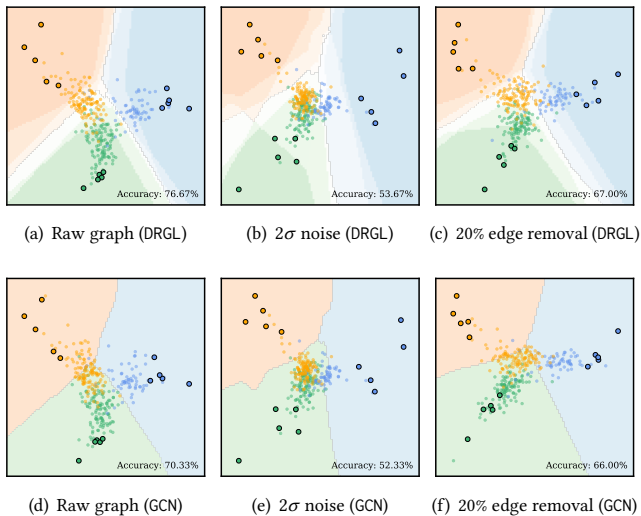 Accuracy: 76.67%
Accuracy: 53.67%
Accuracy: 67.00%
(a) Raw graph (DRGL)
(b) 2σ noise (DRGL)
(c) 20% edge removal (DRGL)
Accuracy: 70.33%
Accuracy: 52.33%
Accuracy: 66.00%
(d) Raw graph (GCN)
(e) 2σ noise (GCN)
(f) 20% edge removal (GCN)